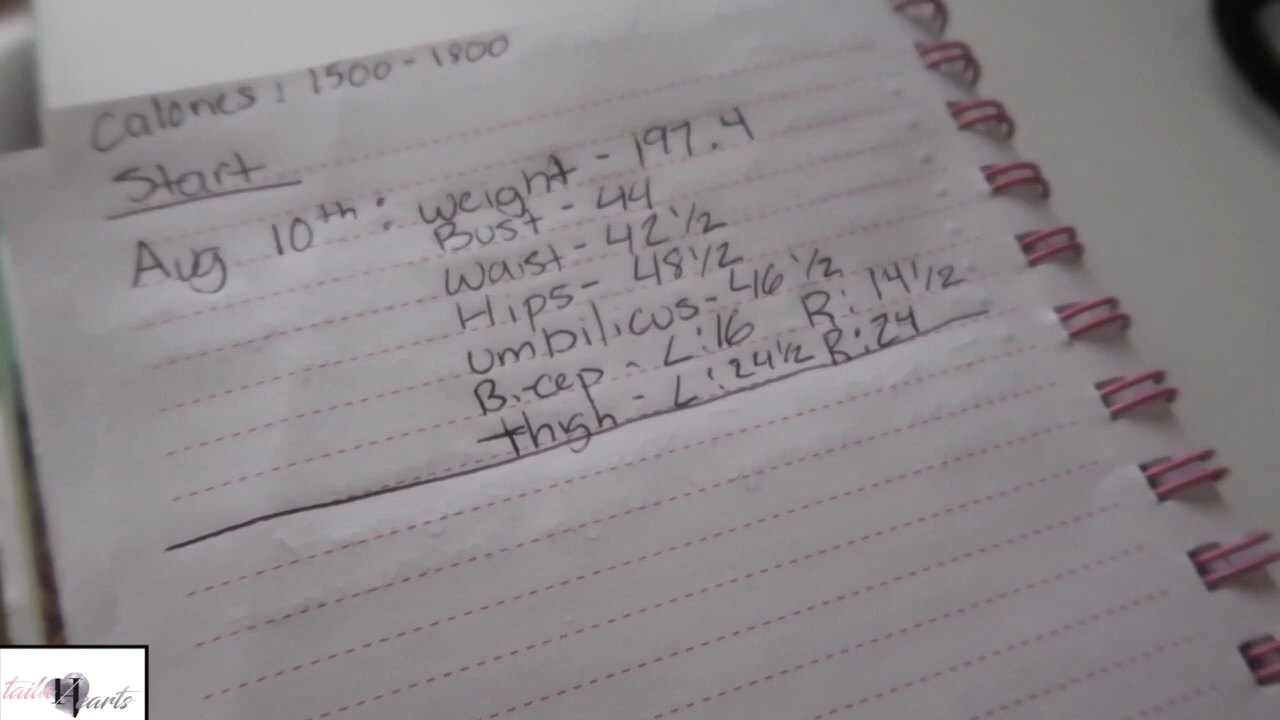 Calories: 1500-1800
Start
Aug 10th: Weight - 197.4
Bust - 44
Waist - 42 1/2
Hips - 48 1/2
Umbilicus - 46 1/2
Bicep - L:16 R: 14 1/2
Thigh - L: 24 1/2 R: 24